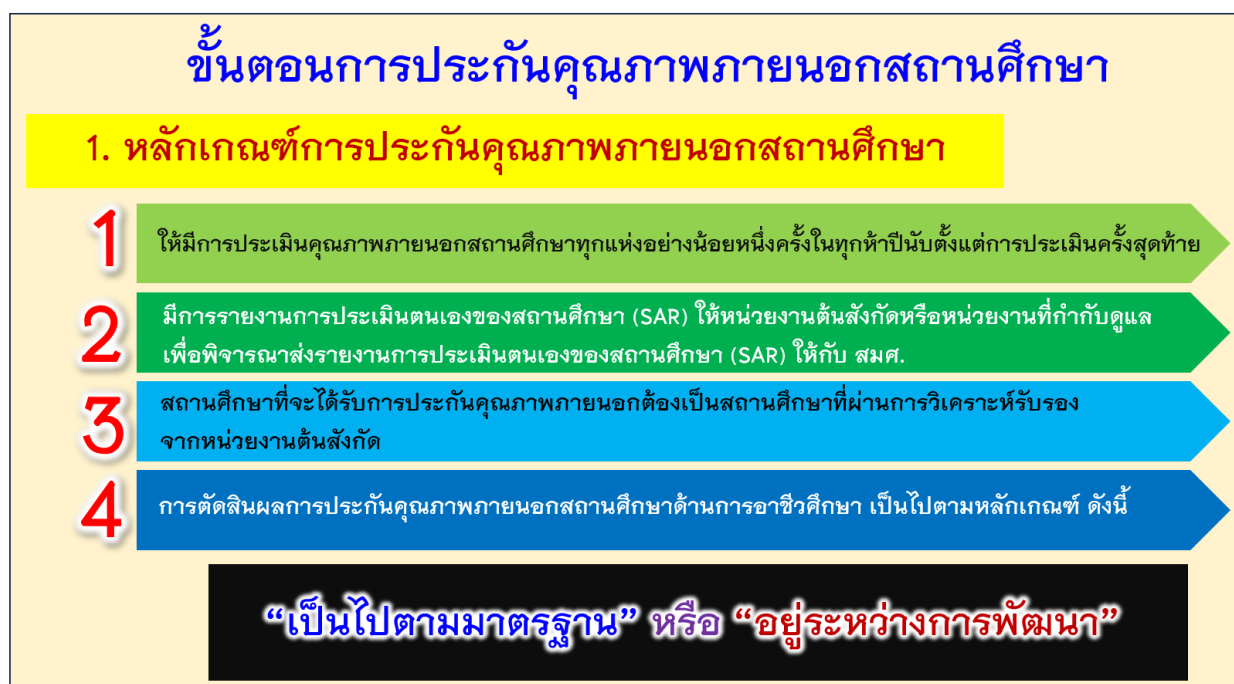 ขั้นตอนการประกันคุณภาพภายนอกสถานศึกษา
1. หลักเกณฑ์การประกันคุณภาพภายนอกสถานศึกษา
1
ให้มีการประเมินคุณภาพภายนอกสถานศึกษาทุกแห่งอย่างน้อยหนึ่งครั้งในทุกห้าปีนับตั้งแต่การประเมินครั้งสุดท้าย
2
มีการรายงานการประเมินตนเองของสถานศึกษา (SAR) ให้หน่วยงานต้นสังกัดหรือหน่วยงานที่กำกับดูแล
เพื่อพิจารณาส่งรายงานการประเมินตนเองของสถานศึกษา (SAR) ให้กับ สมศ.
3
สถานศึกษาที่จะได้รับการประกันคุณภาพภายนอกต้องเป็นสถานศึกษาที่ผ่านการวิเคราะห์รับรอง
จากหน่วยงานต้นสังกัด
4
การตัดสินผลการประกันคุณภาพภายนอกสถานศึกษาด้านการอาชีวศึกษา เป็นไปตามหลักเกณฑ์ ดังนี้
“เป็นไปตามมาตรฐาน” หรือ “อยู่ระหว่างการพัฒนา”